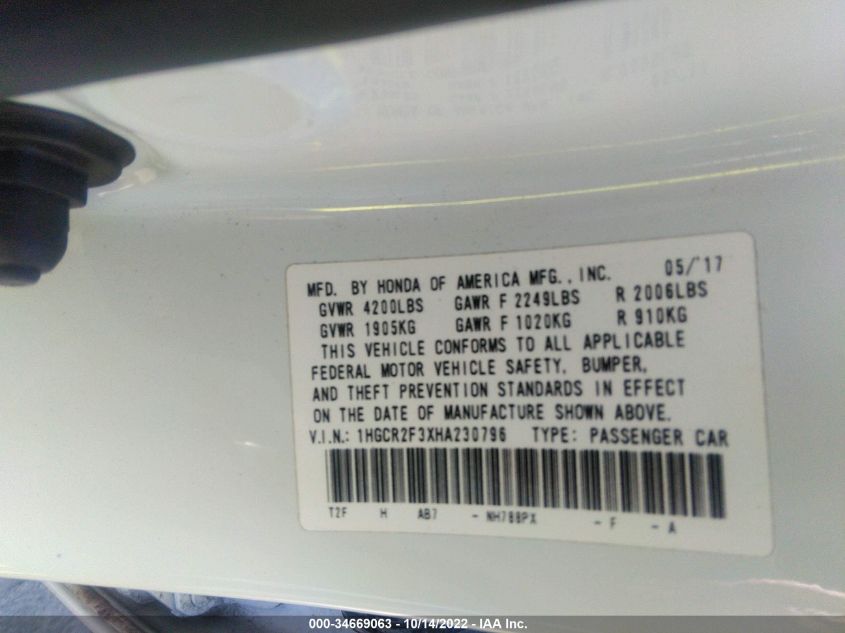 MFD. BY HONDA OF AMERICA MFG., INC. 05/'17
GVWR 4200LBS GAWR F 2249LBS R 2006LBS
GVWR 1905KG GAWR F 1020KG R 910KG
THIS VEHICLE CONFORMS TO ALL APPLICABLE
FEDERAL MOTOR VEHICLE SAFETY, BUMPER,
AND THEFT PREVENTION STANDARDS IN EFFECT
ON THE DATE OF MANUFACTURE SHOWN ABOVE.
V.I.N.: 1HGCR2F3XHA230796 TYPE: PASSENGER CAR
T2F H AB7 - NH788PX - F - A
000-34669063 - 10/14/2022 - IAA Inc.